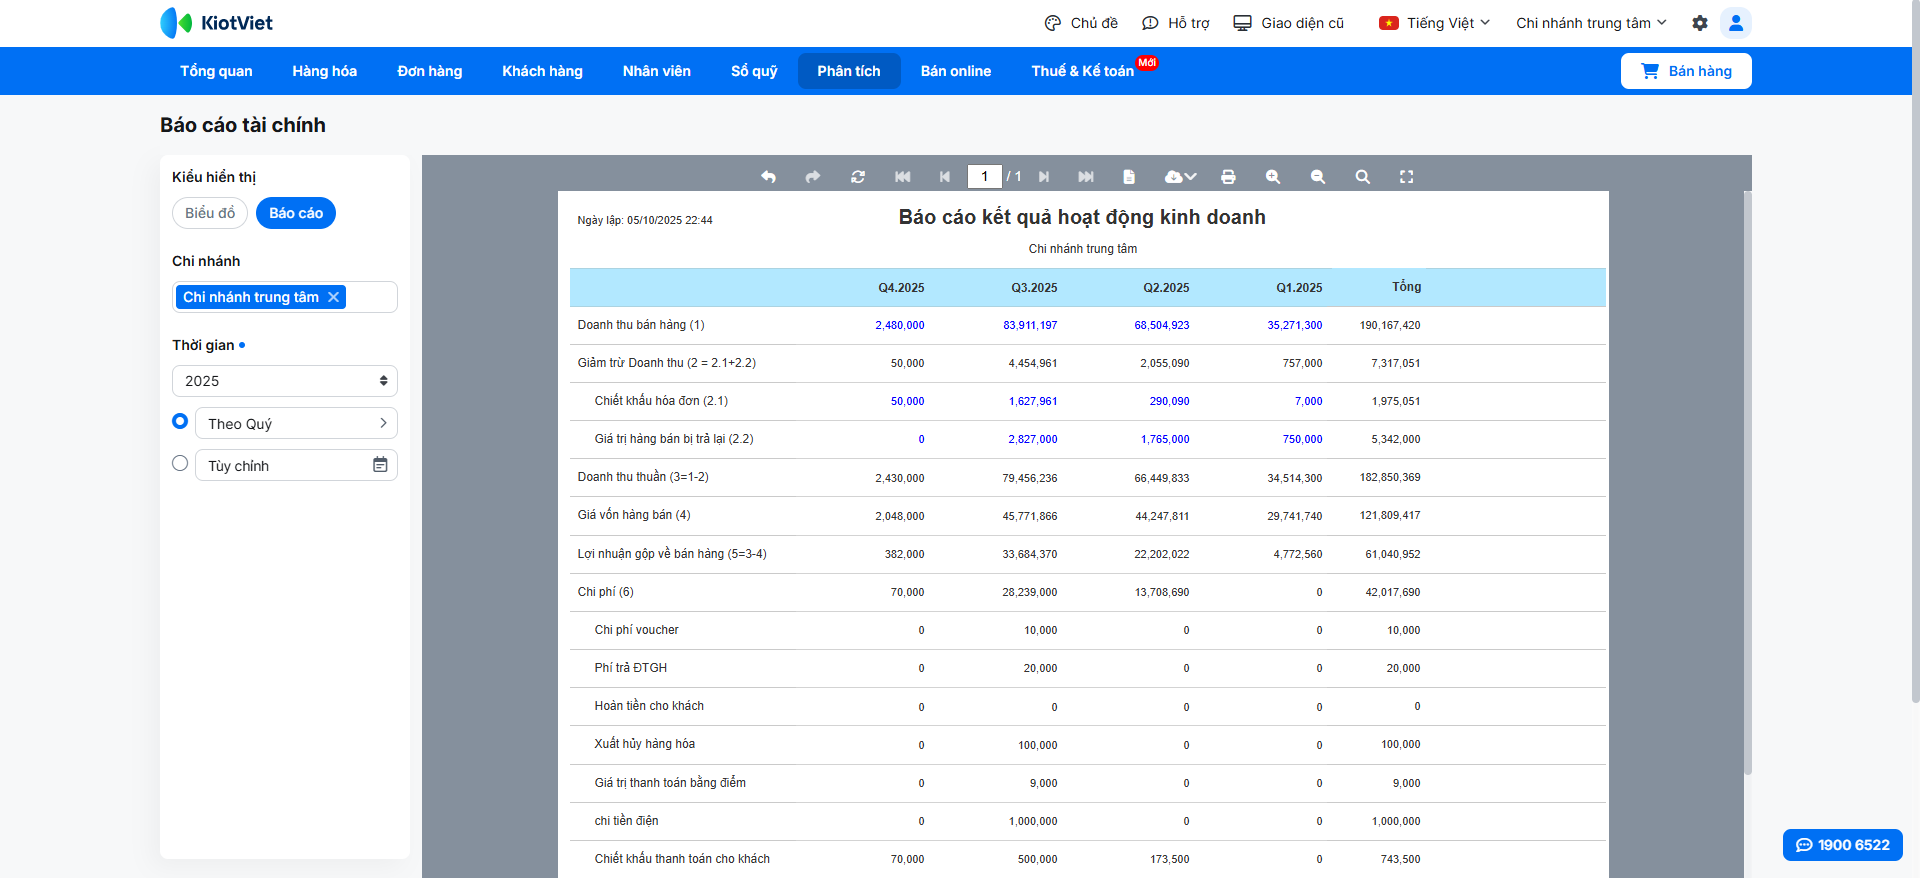 KiotViet
Chủ đề Hỗ trợ Giao diện cũ Tiếng Việt Chi nhánh trung tâm
Tổng quan Hàng hóa Đơn hàng Khách hàng Nhân viên Sổ quỹ Phân tích Bán online Thuế & Kế toán Mới Bán hàng
Báo cáo tài chính
Kiểu hiển thị
Biểu đồ Báo cáo
Chi nhánh
Chi nhánh trung tâm
Thời gian
2025
Theo Quý
Tùy chỉnh
1 / 1
Ngày lập: 05/10/2025 22:44
Báo cáo kết quả hoạt động kinh doanh
Chi nhánh trung tâm
Q4.2025 Q3.2025 Q2.2025 Q1.2025 Tổng
Doanh thu bán hàng (1) 2,480,000 83,911,197 68,504,923 35,271,300 190,167,420
Giảm trừ Doanh thu (2 = 2.1+2.2) 50,000 4,454,961 2,055,090 757,000 7,317,051
Chiết khấu hóa đơn (2.1) 50,000 1,627,961 290,090 7,000 1,975,051
Giá trị hàng bán bị trả lại (2.2) 0 2,827,000 1,765,000 750,000 5,342,000
Doanh thu thuần (3=1-2) 2,430,000 79,456,236 66,449,833 34,514,300 182,850,369
Giá vốn hàng bán (4) 2,048,000 45,771,866 44,247,811 29,741,740 121,809,417
Lợi nhuận gộp về bán hàng (5=3-4) 382,000 33,684,370 22,202,022 4,772,560 61,040,952
Chi phí (6) 70,000 28,239,000 13,708,690 0 42,017,690
Chi phí voucher 0 10,000 0 0 10,000
Phí trả ĐTGH 0 20,000 0 0 20,000
Hoàn tiền cho khách 0 0 0 0 0
Xuất hủy hàng hóa 0 100,000 0 0 100,000
Giá trị thanh toán bằng điểm 0 9,000 0 0 9,000
chi tiền điện 0 1,000,000 0 0 1,000,000
Chiết khấu thanh toán cho khách 70,000 500,000 173,500 0 743,500
1900 6522